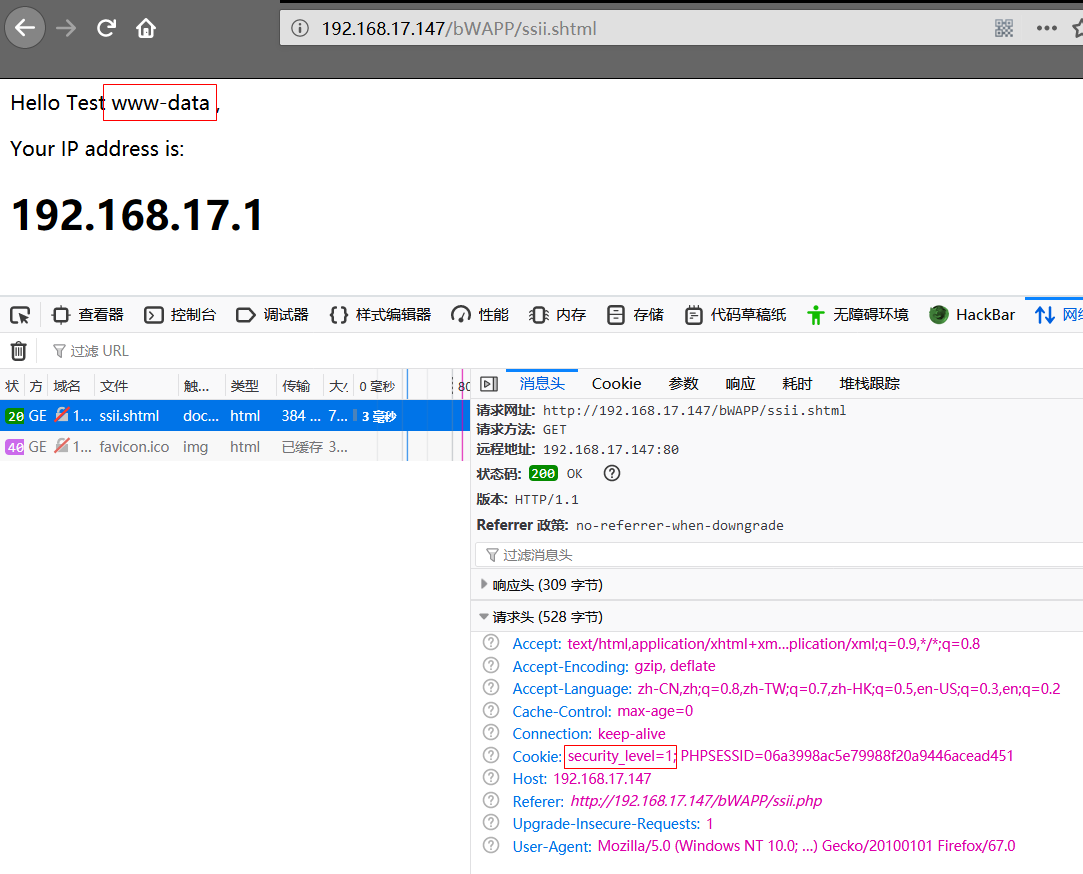 192.168.17.147/bWAPP/ssii.shtml
Hello Test www-data ,
Your IP address is:
192.168.17.1
查看器 控制台 调试器 样式编辑器 性能 内存 存储 代码草稿纸 无障碍环境 HackBar
过滤 URL
状 方 域名 文件 触... 类型 传输 0 毫秒
20 GE 1... ssii.shtml doc... html 384 ... 7... 3 毫秒
40 GE 1... favicon.ico img html 已缓存 3...
消息头 Cookie 参数 响应 耗时 堆栈跟踪
请求网址: http://192.168.17.147/bWAPP/ssii.shtml
请求方法: GET
远程地址: 192.168.17.147:80
状态码: 200 OK
版本: HTTP/1.1
Referrer 政策: no-referrer-when-downgrade
过滤消息头
响应头 (309 字节)
请求头 (528 字节)
Accept: text/html,application/xhtml+xm...plication/xml;q=0.9,*/*;q=0.8
Accept-Encoding: gzip, deflate
Accept-Language: zh-CN,zh;q=0.8,zh-TW;q=0.7,zh-HK;q=0.5,en-US;q=0.3,en;q=0.2
Cache-Control: max-age=0
Connection: keep-alive
Cookie: security_level=1; PHPSESSID=06a3998ac5e79988f20a9446acead451
Host: 192.168.17.147
Referer: http://192.168.17.147/bWAPP/ssii.php
Upgrade-Insecure-Requests: 1
User-Agent: Mozilla/5.0 (Windows NT 10.0; ...) Gecko/20100101 Firefox/67.0